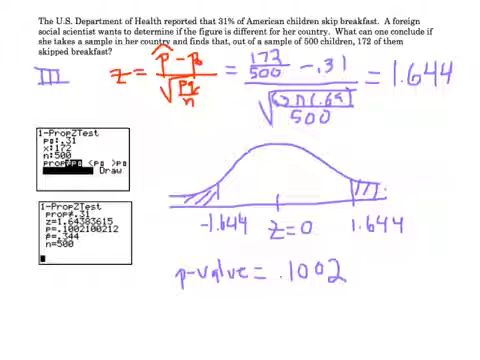 The U.S. Department of Health reported that 31% of American children skip breakfast. A foreign
social scientist wants to determine if the figure is different for her country. What can one conclude if
she takes a sample in her country and finds that, out of a sample of 500 children, 172 of them
skipped breakfast?
III
z = p̂ - p₀ / √(pq/n) = 172/500 - .31 / √((.31)(.69)/500) = 1.644
1-PropZTest
p₀:.31
x:172
n:500
prop≠p₀ <p₀ >p₀
Draw
1-PropZTest
prop≠.31
z=1.64383615
p=.1002100212
p̂=.344
n=500
-1.644 z=0 1.644
p-value = .1002